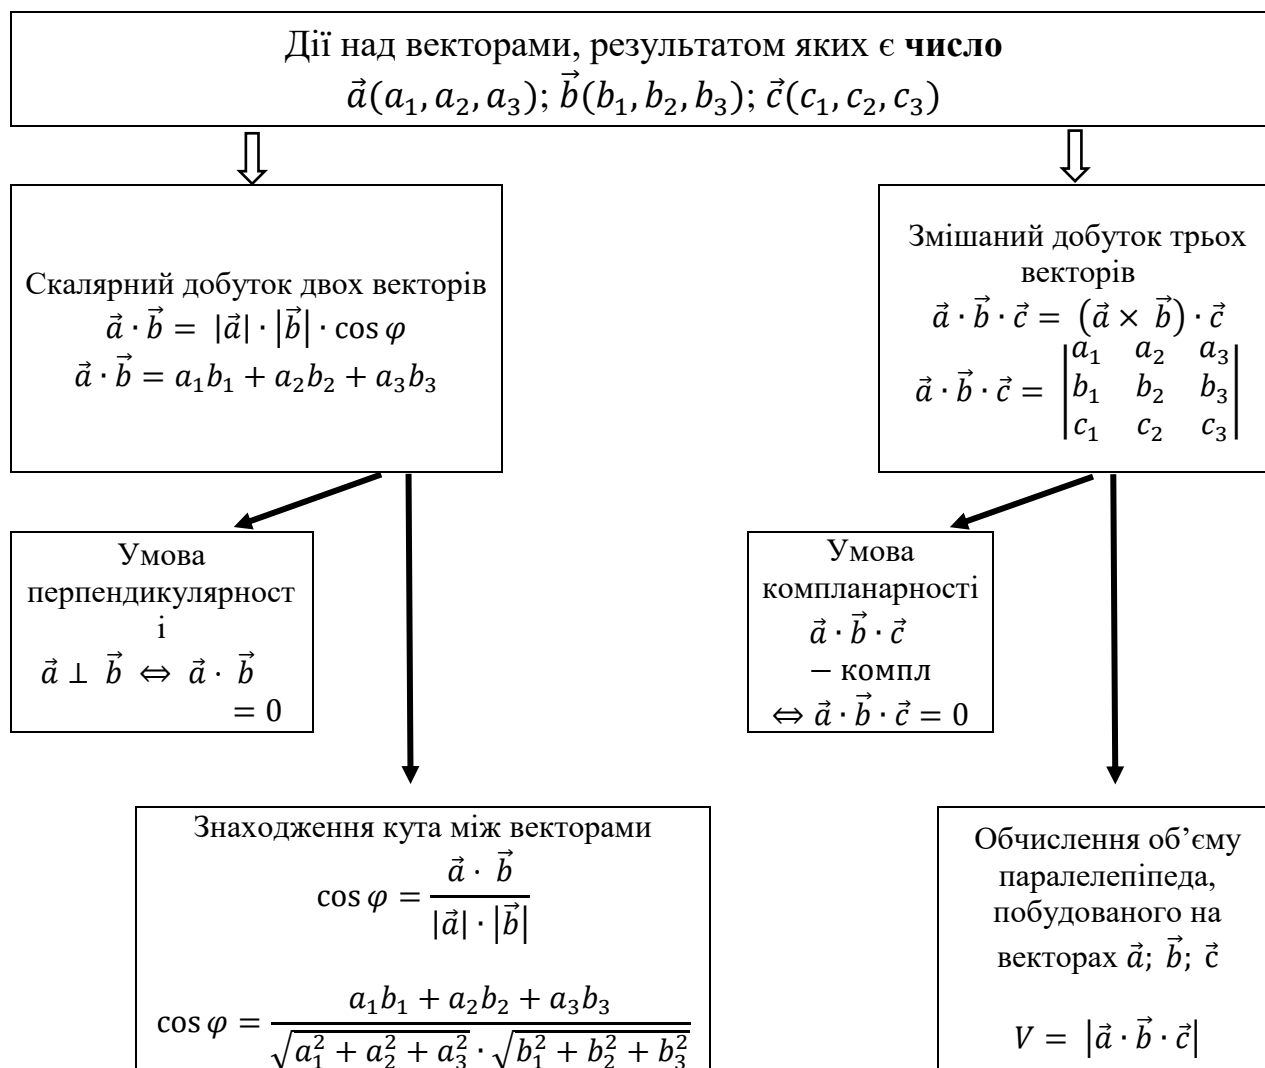 Дії над векторами, результатом яких є число
a⃗(a₁, a₂, a₃); b⃗(b₁, b₂, b₃); c⃗(c₁, c₂, c₃)
Скалярний добуток двох векторів
a⃗ · b⃗ = |a⃗| · |b⃗| · cos φ
a⃗ · b⃗ = a₁b₁ + a₂b₂ + a₃b₃
Змішаний добуток трьох
векторів
a⃗ · b⃗ · c⃗ = (a⃗ × b⃗) · c⃗
a⃗ · b⃗ · c⃗ = |a₁ a₂ a₃|
|b₁ b₂ b₃|
|c₁ c₂ c₃|
Умова
перпендикулярност
і
a⃗ ⊥ b⃗ ⇔ a⃗ · b⃗
= 0
Умова
компланарності
a⃗ · b⃗ · c⃗
− компл
⇔ a⃗ · b⃗ · c⃗ = 0
Знаходження кута між векторами
cos φ = (a⃗ · b⃗) / (|a⃗| · |b⃗|)
cos φ = (a₁b₁ + a₂b₂ + a₃b₃) / (√(a₁² + a₂² + a₃²) · √(b₁² + b₂² + b₃²))
Обчислення об’єму
паралелепіпеда,
побудованого на
векторах a⃗; b⃗; c⃗
V = |a⃗ · b⃗ · c⃗|